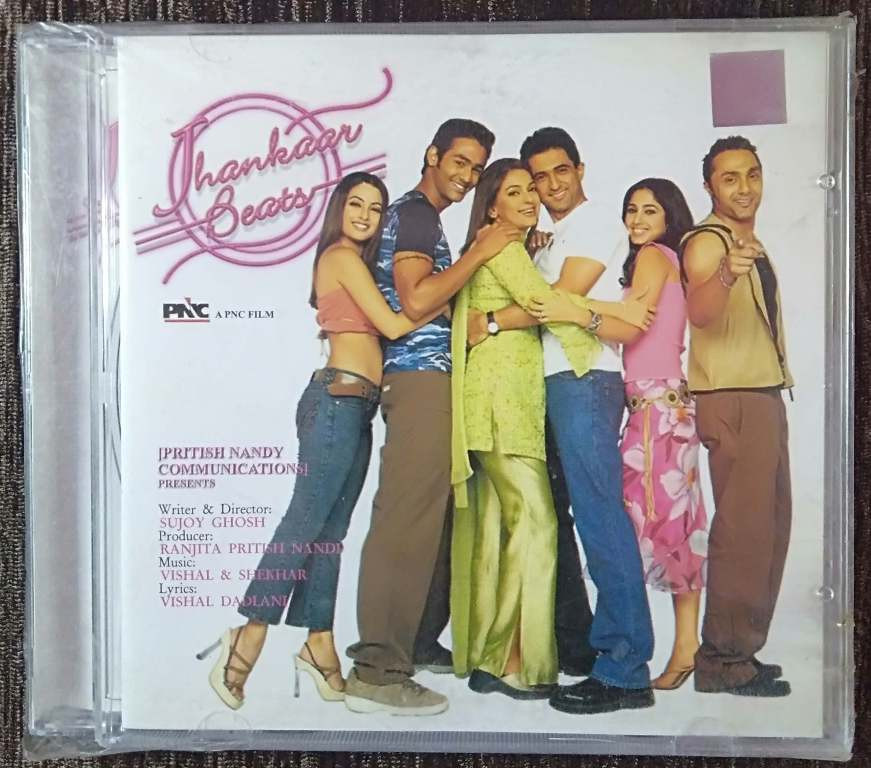 Jhankaar
Beats
PNC A PNC FILM
[PRITISH NANDY
COMMUNICATIONS]
PRESENTS
Writer & Director:
SUJOY GHOSH
Producer:
RANJITA PRITISH NANDY
Music:
VISHAL & SHEKHAR
Lyrics:
VISHAL DADLANI